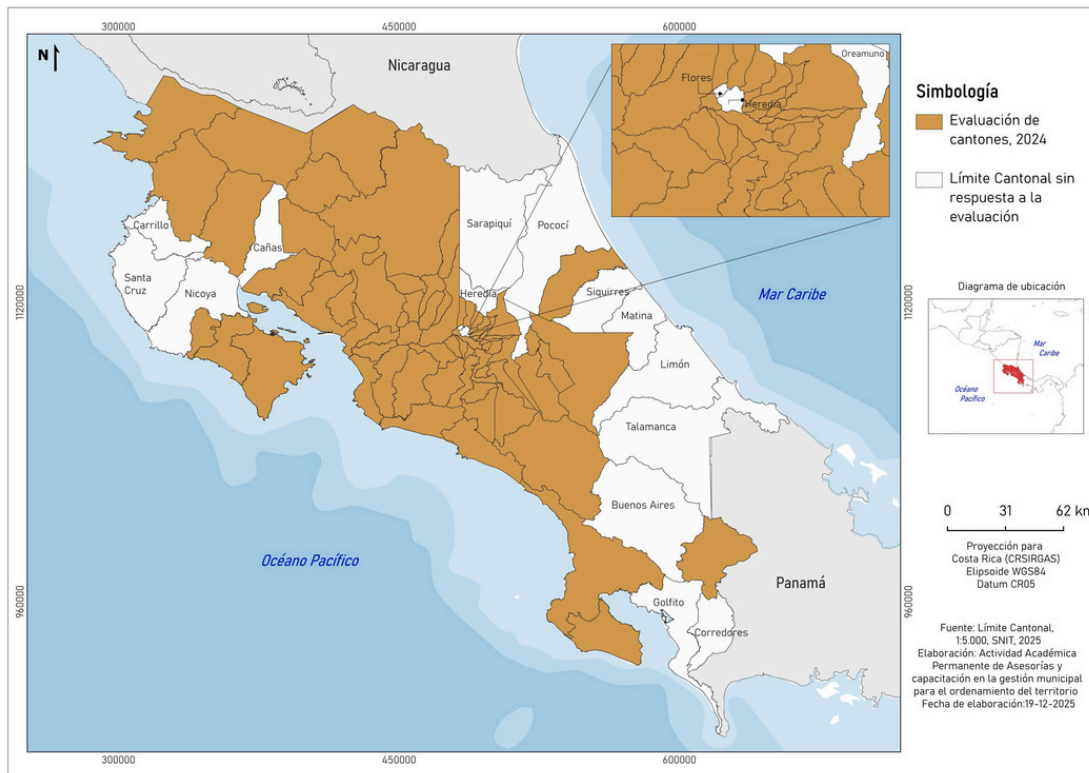 300000
450000
600000
N
Nicaragua
Oreamuno
Flores
Heredia
Simbología
Evaluación de
cantones, 2024
Límite Cantonal sin
respuesta a la
evaluación
Carrillo
Cañas
Sarapiquí
Pococí
Santa
Cruz
Nicoya
Heredia
Siquirres
Matina
Mar Caribe
1120000
1120000
Limón
Talamanca
Buenos Aires
Océano Pacífico
Golfito
Corredores
Panamá
960000
960000
Diagrama de ubicación
Mar
Caribe
Océano
Pacífico
0 31 62 km
Proyección para
Costa Rica (CRSIRGAS)
Elipsoide WGS84
Datum CR05
Fuente: Límite Cantonal,
1:5.000, SNIT, 2025
Elaboración: Actividad Académica
Permanente de Asesorías y
capacitación en la gestión municipal
para el ordenamiento del territorio
Fecha de elaboración:19-12-2025
300000
450000
600000